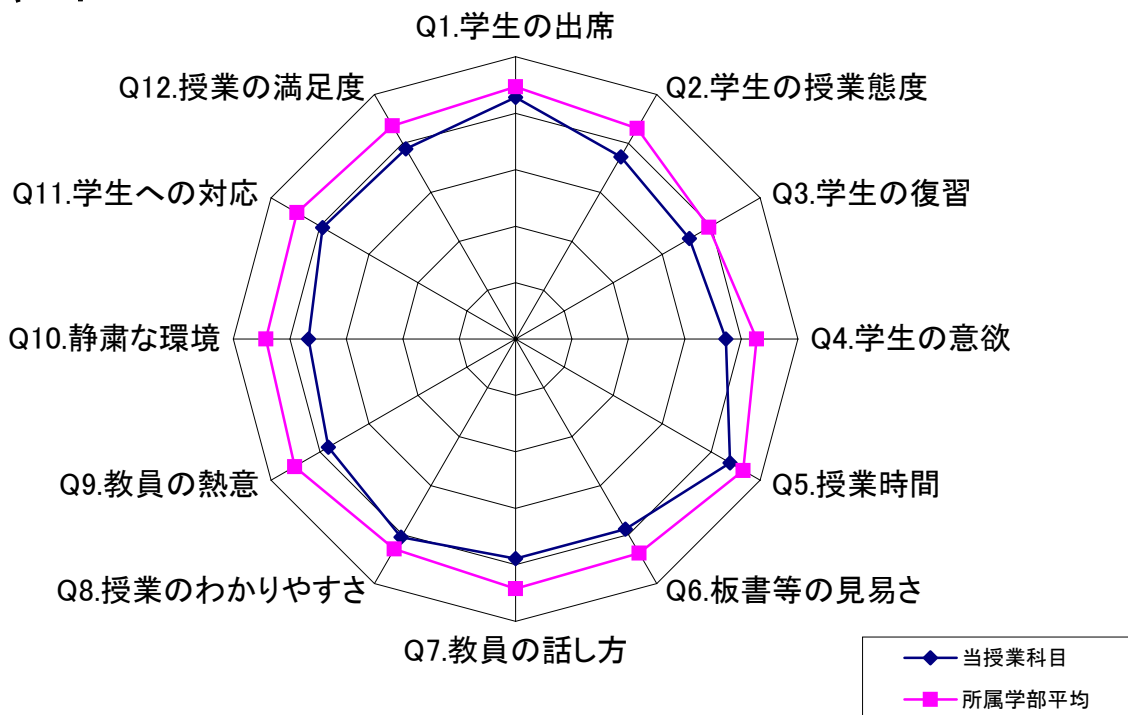 Q1.学生の出席
Q2.学生の授業態度
Q3.学生の復習
Q4.学生の意欲
Q5.授業時間
Q6.板書等の見易さ
Q7.教員の話し方
Q8.授業のわかりやすさ
Q9.教員の熱意
Q10.静粛な環境
Q11.学生への対応
Q12.授業の満足度
当授業科目
所属学部平均